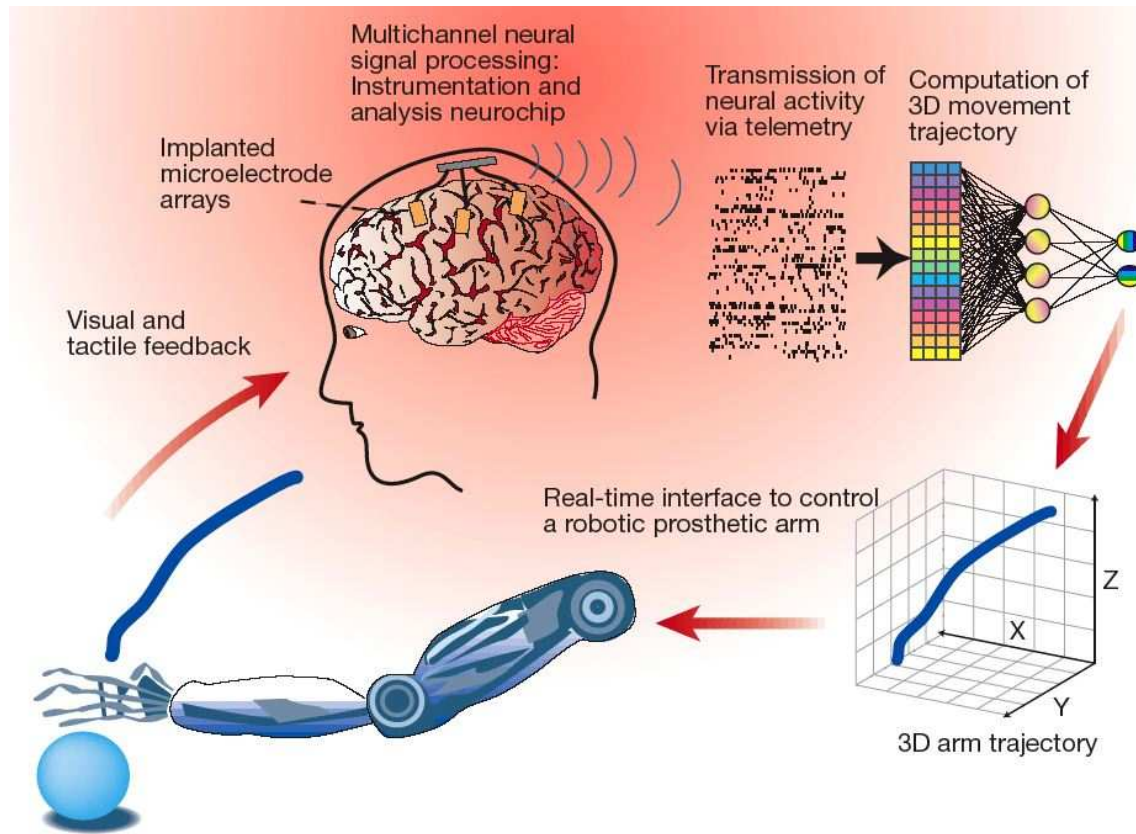 Multichannel neural
signal processing:
Instrumentation and
analysis neurochip
Transmission of
neural activity
via telemetry
Computation of
3D movement
trajectory
Implanted
microelectrode
arrays
Visual and
tactile feedback
Real-time interface to control
a robotic prosthetic arm
Z
X
Y
3D arm trajectory